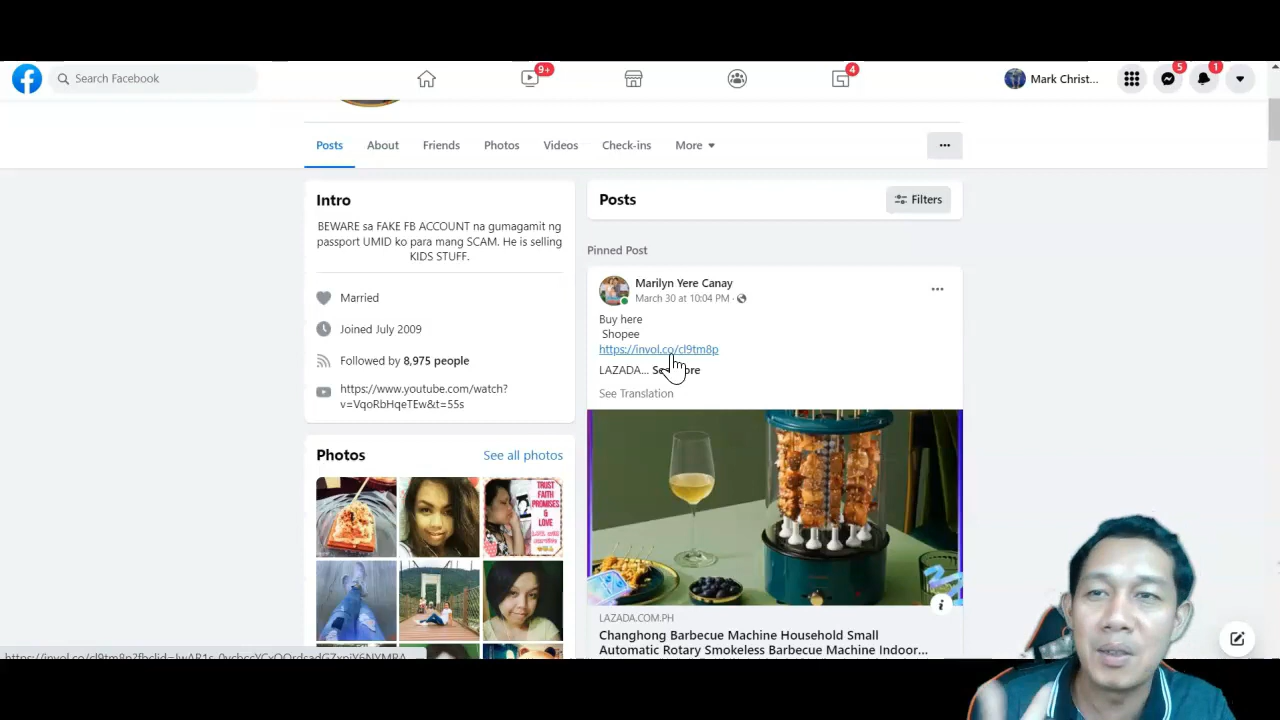 Search Facebook
9+
4
Mark Christ...
5
1
Posts
About
Friends
Photos
Videos
Check-ins
More
Intro
BEWARE sa FAKE FB ACCOUNT na gumagamit ng
passport UMID ko para mang SCAM. He is selling
KIDS STUFF.
Married
Joined July 2009
Followed by 8,975 people
https://www.youtube.com/watch?
v=VqoRbHqeTEw&t=55s
Photos
See all photos
TRUST
FAITH
PROMISES
&
LOVE
Posts
Filters
Pinned Post
Marilyn Yere Canay
March 30 at 10:04 PM
Buy here
Shopee
https://invol.co/cl9tm8p
LAZADA...
See Translation
LAZADA.COM.PH
Changhong Barbecue Machine Household Small
Automatic Rotary Smokeless Barbecue Machine Indoor...